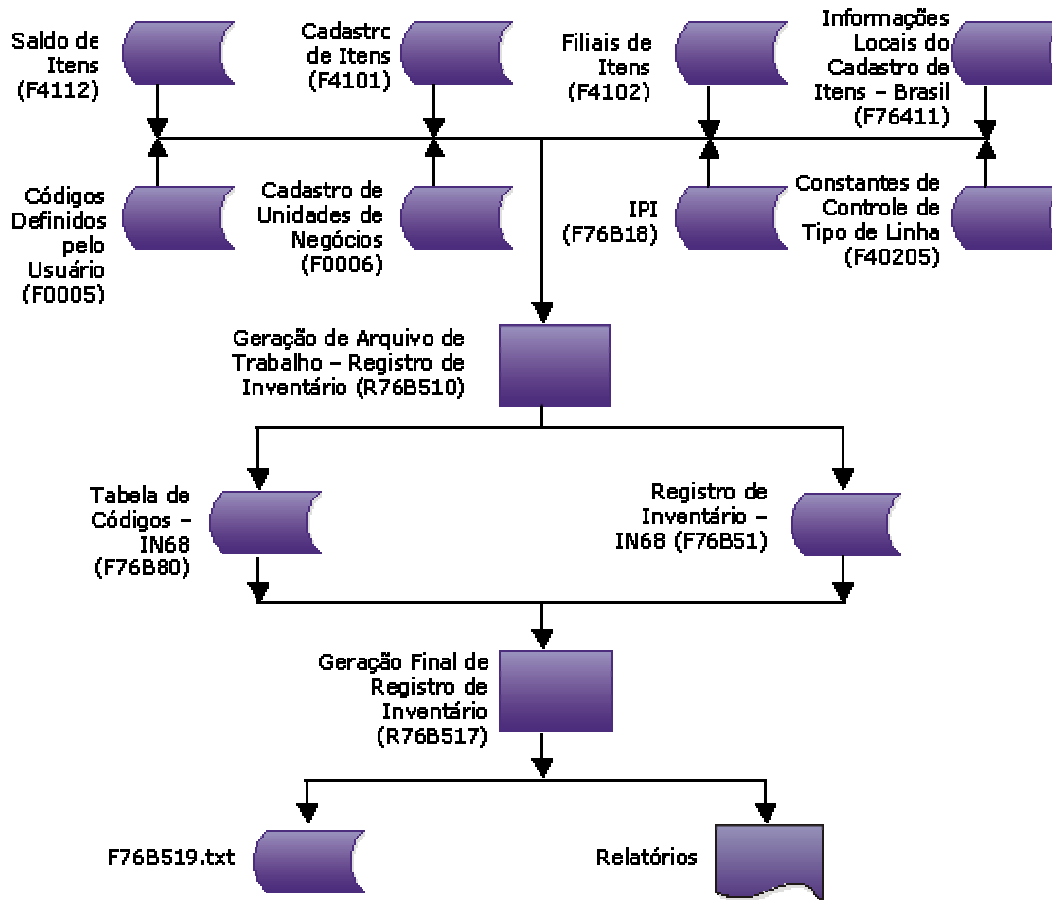 Saldo de
Itens
(F4112)
Cadastro
de Itens
(F4101)
Filiais de
Itens
(F4102)
Informações
Locais do
Cadastro de
Itens – Brasil
(F76411)
Códigos
Definidos
pelo
Usuário
(F0005)
Cadastro de
Unidades de
Negócios
(F0006)
IPI
(F76B18)
Constantes de
Controle de
Tipo de Linha
(F40205)
Geração de Arquivo de
Trabalho – Registro de
Inventário (R76B510)
Tabela de
Códigos –
IN68
(F76B80)
Registro de
Inventário –
IN68 (F76B51)
Geração Final de
Registro de
Inventário
(R76B517)
F76B519.txt
Relatórios